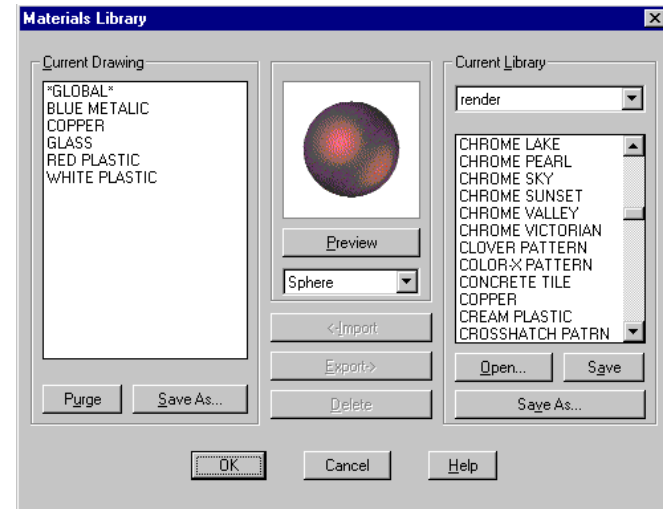 Materials Library
Current Drawing
*GLOBAL*
BLUE METALIC
COPPER
GLASS
RED PLASTIC
WHITE PLASTIC
Purge
Save As...
Preview
Sphere
<-Import
Export->
Delete
Current Library
render
CHROME LAKE
CHROME PEARL
CHROME SKY
CHROME SUNSET
CHROME VALLEY
CHROME VICTORIAN
CLOVER PATTERN
COLOR-X PATTERN
CONCRETE TILE
COPPER
CREAM PLASTIC
CROSSHATCH PATRN
Open...
Save
Save As...
OK
Cancel
Help